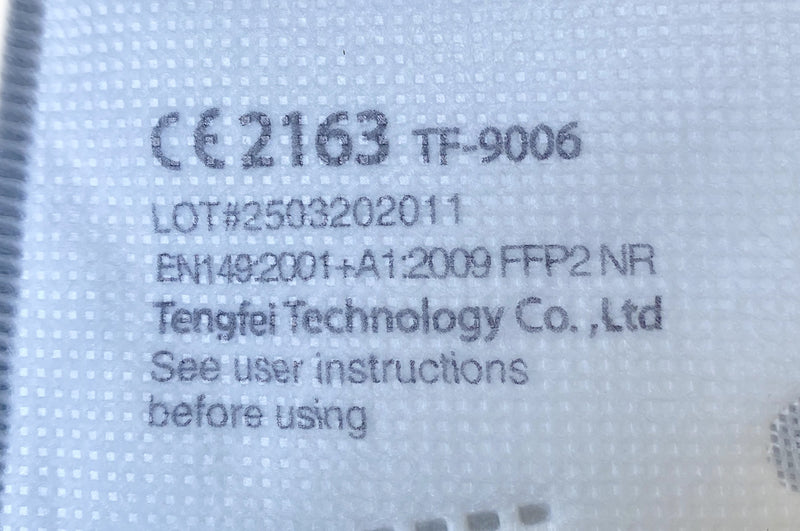 CE 2163 TF-9006
LOT#2503202011
EN149:2001+A1:2009 FFP2 NR
Tengfei Technology Co. ,Ltd
See user instructions
before using